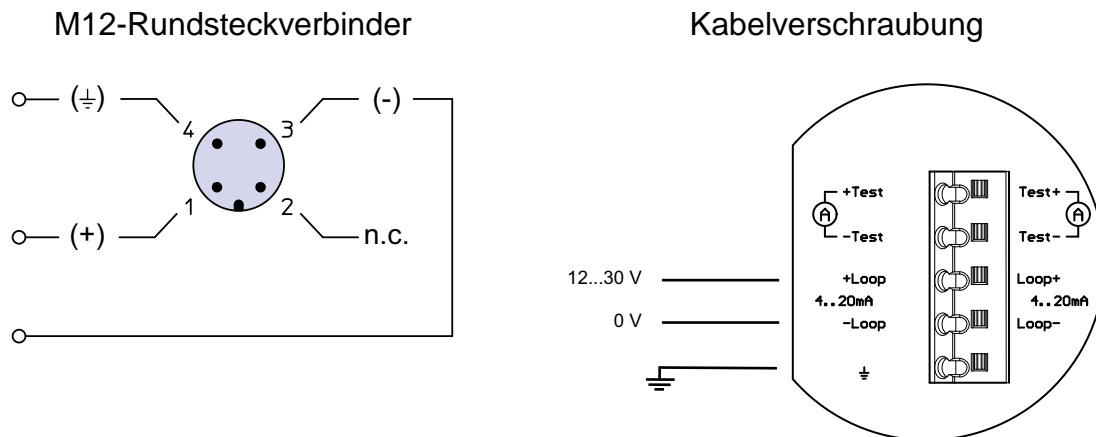 M12-Rundsteckverbinder
(⏚)
(-)
4
3
1
2
(+)
n.c.
Kabelverschraubung
+Test
Test+
A
A
-Test
Test-
12...30 V
+Loop
Loop+
4..20mA
4..20mA
0 V
-Loop
Loop-
⏚